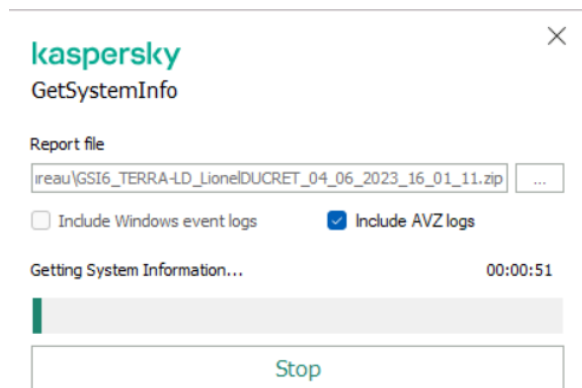 kaspersky
GetSystemInfo
Report file
ireau\GSI6_TERRA-LD_LionelDUCRET_04_06_2023_16_01_11.zip ...
Include Windows event logs Include AVZ logs
Getting System Information... 00:00:51
Stop